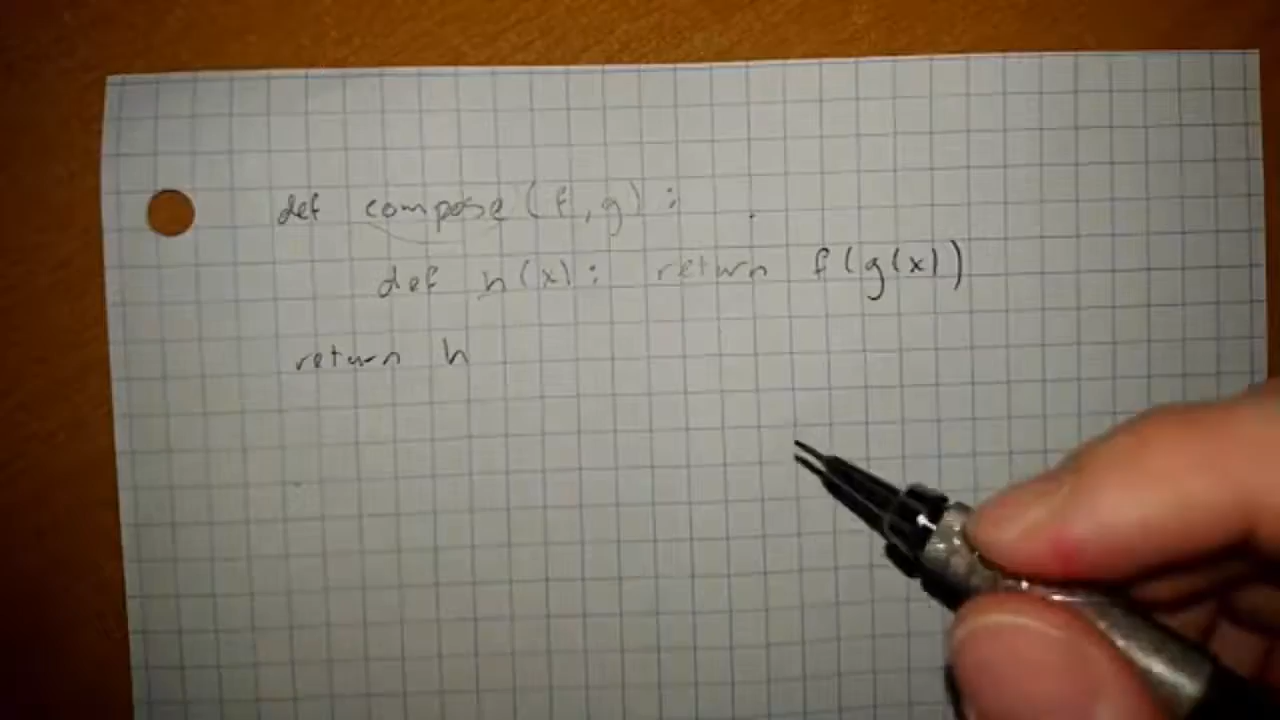 def compose(f,g):
def h(x): return f(g(x))
return h